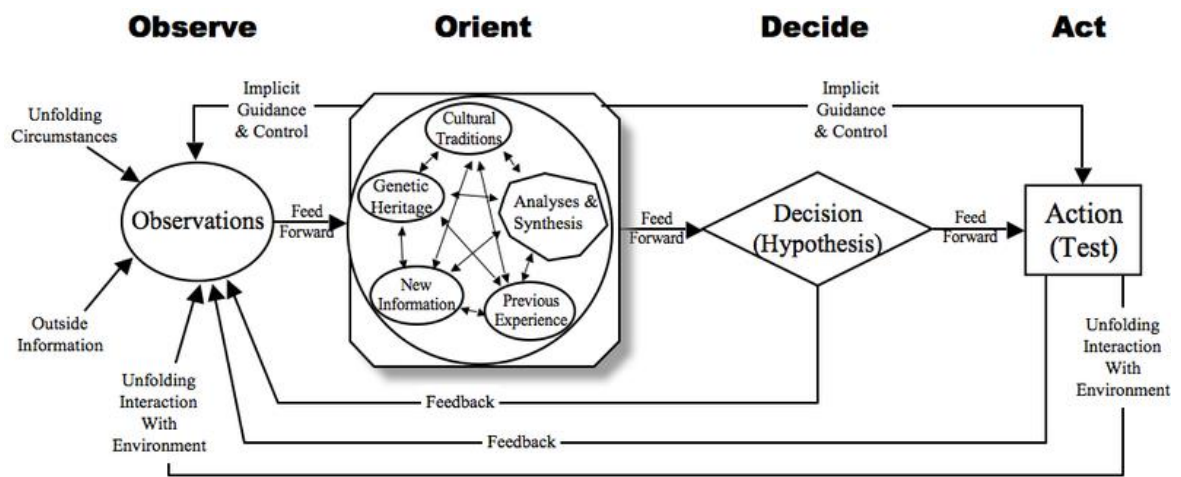 Observe
Orient
Decide
Act
Implicit
Guidance
& Control
Implicit
Guidance
& Control
Unfolding
Circumstances
Cultural
Traditions
Genetic
Heritage
Analyses &
Synthesis
Observations
Feed
Forward
Feed
Forward
Decision
(Hypothesis)
Feed
Forward
Action
(Test)
New
Information
Previous
Experience
Outside
Information
Unfolding
Interaction
With
Environment
Unfolding
Interaction
With
Environment
Feedback
Feedback